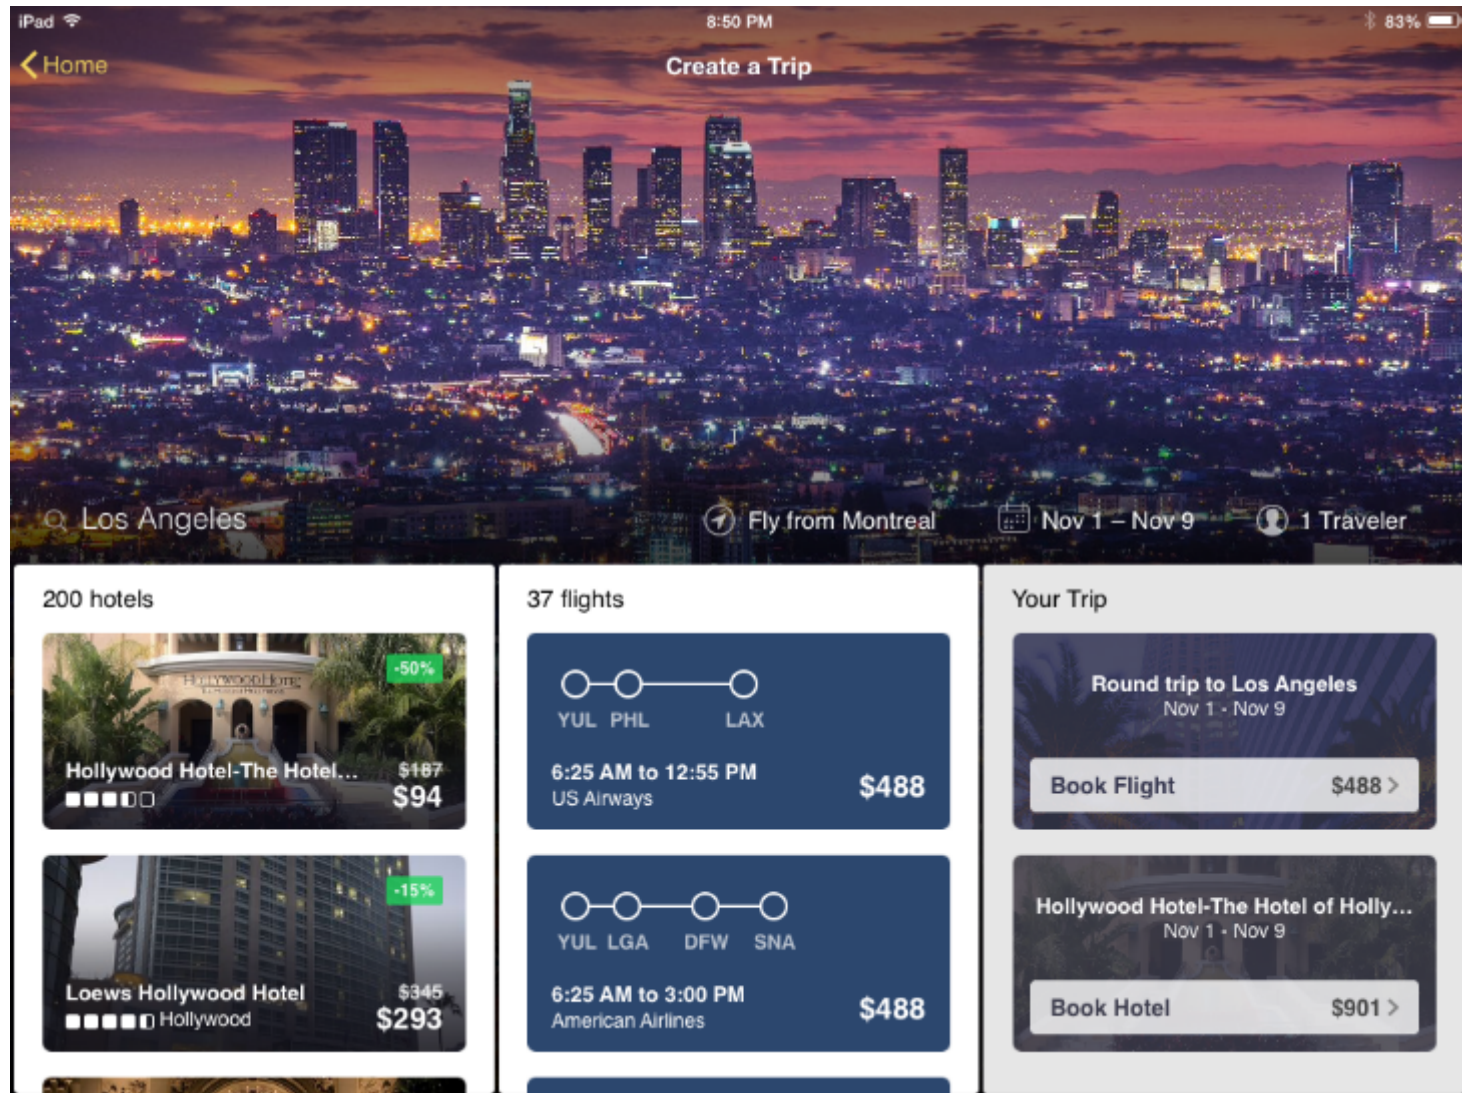 iPad
8:50 PM
83%
Home
Create a Trip
Los Angeles
Fly from Montreal
Nov 1 – Nov 9
1 Traveler
200 hotels
-50%
HOLLYWOOD HOTEL
Hollywood Hotel-The Hotel...
$187
$94
-15%
Loews Hollywood Hotel
$345
Hollywood
$293
37 flights
YUL PHL LAX
6:25 AM to 12:55 PM
US Airways
$488
YUL LGA DFW SNA
6:25 AM to 3:00 PM
American Airlines
$488
Your Trip
Round trip to Los Angeles
Nov 1 - Nov 9
Book Flight $488
Hollywood Hotel-The Hotel of Holly...
Nov 1 - Nov 9
Book Hotel $901